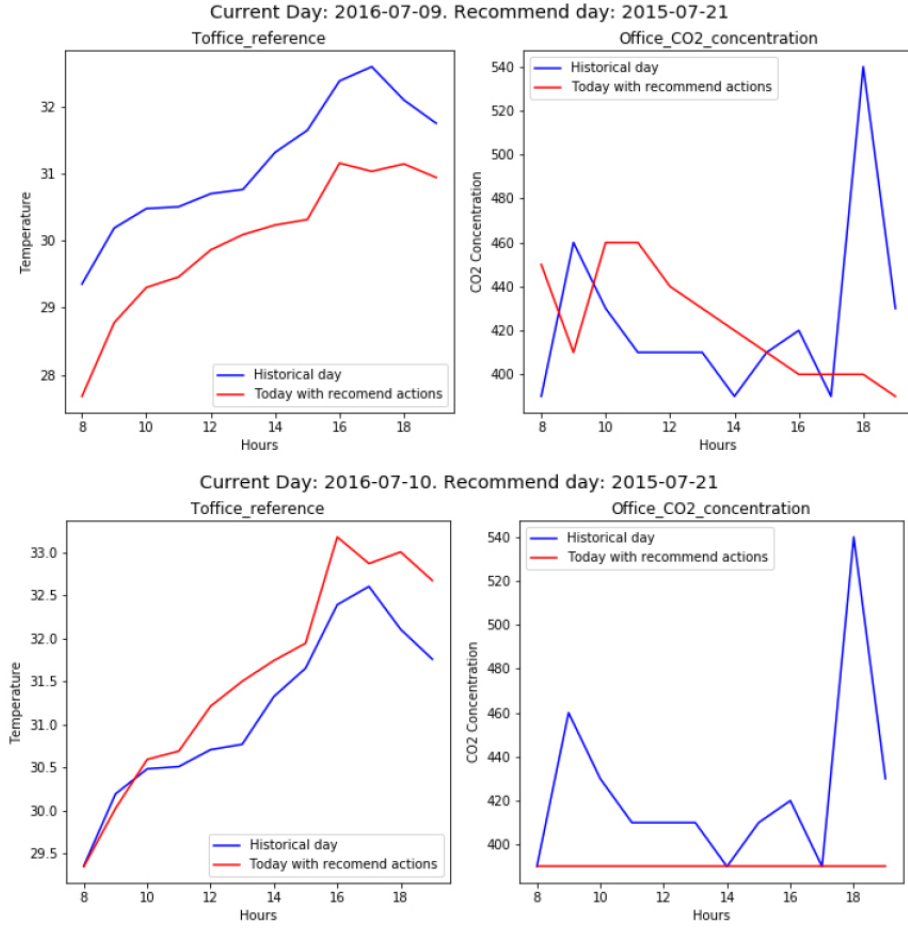 Current Day: 2016-07-09. Recommend day: 2015-07-21
Toffice_reference
Temperature
32
31
30
29
28
Historical day
Today with recomend actions
8 10 12 14 16 18
Hours
Office_CO2_concentration
CO2 Concentration
540
520
500
480
460
440
420
400
Historical day
Today with recommend actions
8 10 12 14 16 18
Hours
Current Day: 2016-07-10. Recommend day: 2015-07-21
Toffice_reference
Temperature
33.0
32.5
32.0
31.5
31.0
30.5
30.0
29.5
Historical day
Today with recomend actions
8 10 12 14 16 18
Hours
Office_CO2_concentration
CO2 Concentration
540
520
500
480
460
440
420
400
Historical day
Today with recommend actions
8 10 12 14 16 18
Hours